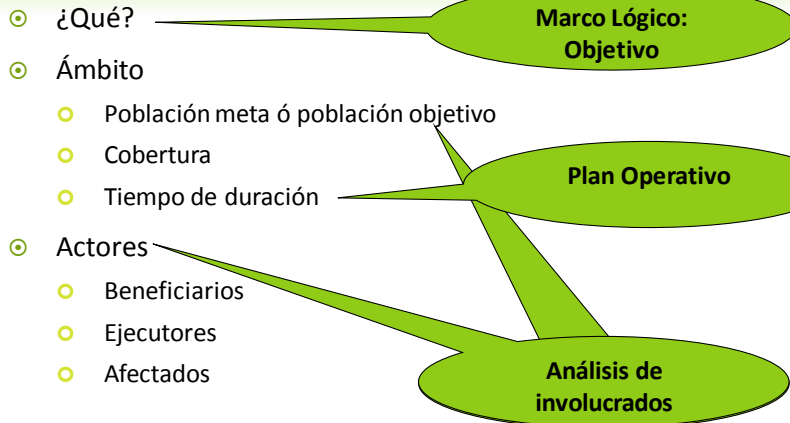 ¿Qué?
Marco Lógico:
Objetivo
Ámbito
Población meta ó población objetivo
Cobertura
Plan Operativo
Tiempo de duración
Actores
Beneficiarios
Ejecutores
Afectados
Análisis de
involucrados